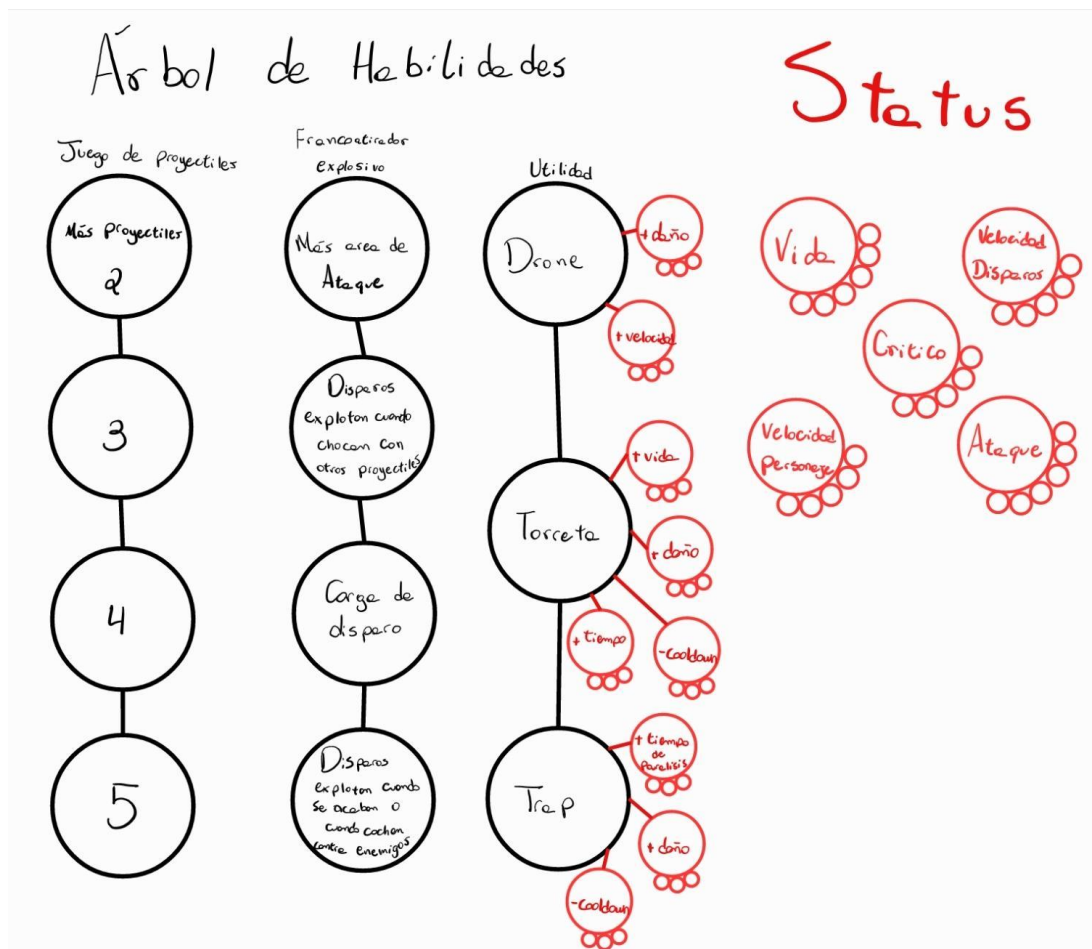 Árbol de Habilidades
Status
Juego de proyectiles
Más Proyectiles
2
3
4
5
Francoatirador
explosivo
Más area de
Ataque
Disparos
explotan cuando
chocan con
otros proyectiles
Carga de
disparo
Disparos
explotan cuando
se acaban o
cuando cochan
contra enemigos
Utilidad
Drone
+ daño
+ velocidad
Torreta
+ vida
+ daño
+ tiempo
-Cooldown
Trap
+ tiempo
de
Paralisis
+ daño
-Cooldown
Vida
Velocidad
Disparos
Critico
Velocidad
Personaje
Ataque